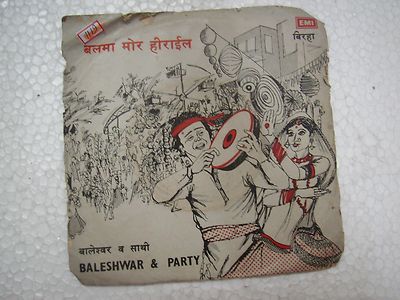 EMI
बलमा मोर हीराईल
बिरहा
बालेश्वर व साथी
BALESHWAR & PARTY